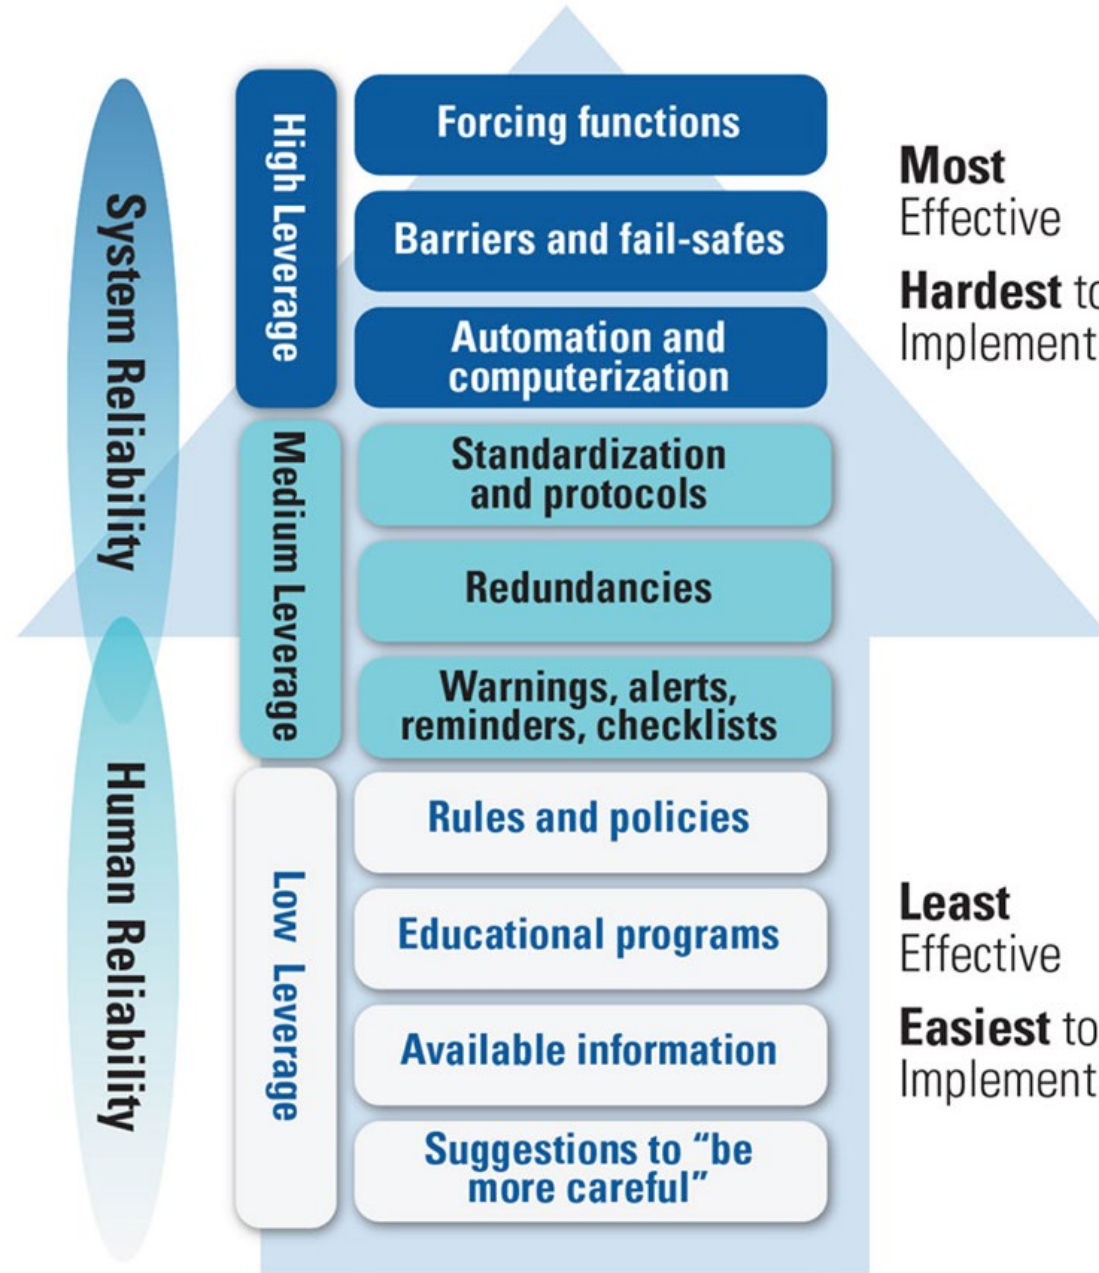 System Reliability
Human Reliability
High Leverage
Forcing functions
Barriers and fail-safes
Automation and
computerization
Medium Leverage
Standardization
and protocols
Redundancies
Warnings, alerts,
reminders, checklists
Low Leverage
Rules and policies
Educational programs
Available information
Suggestions to “be
more careful”
Most
Effective
Hardest to
Implement
Least
Effective
Easiest to
Implement